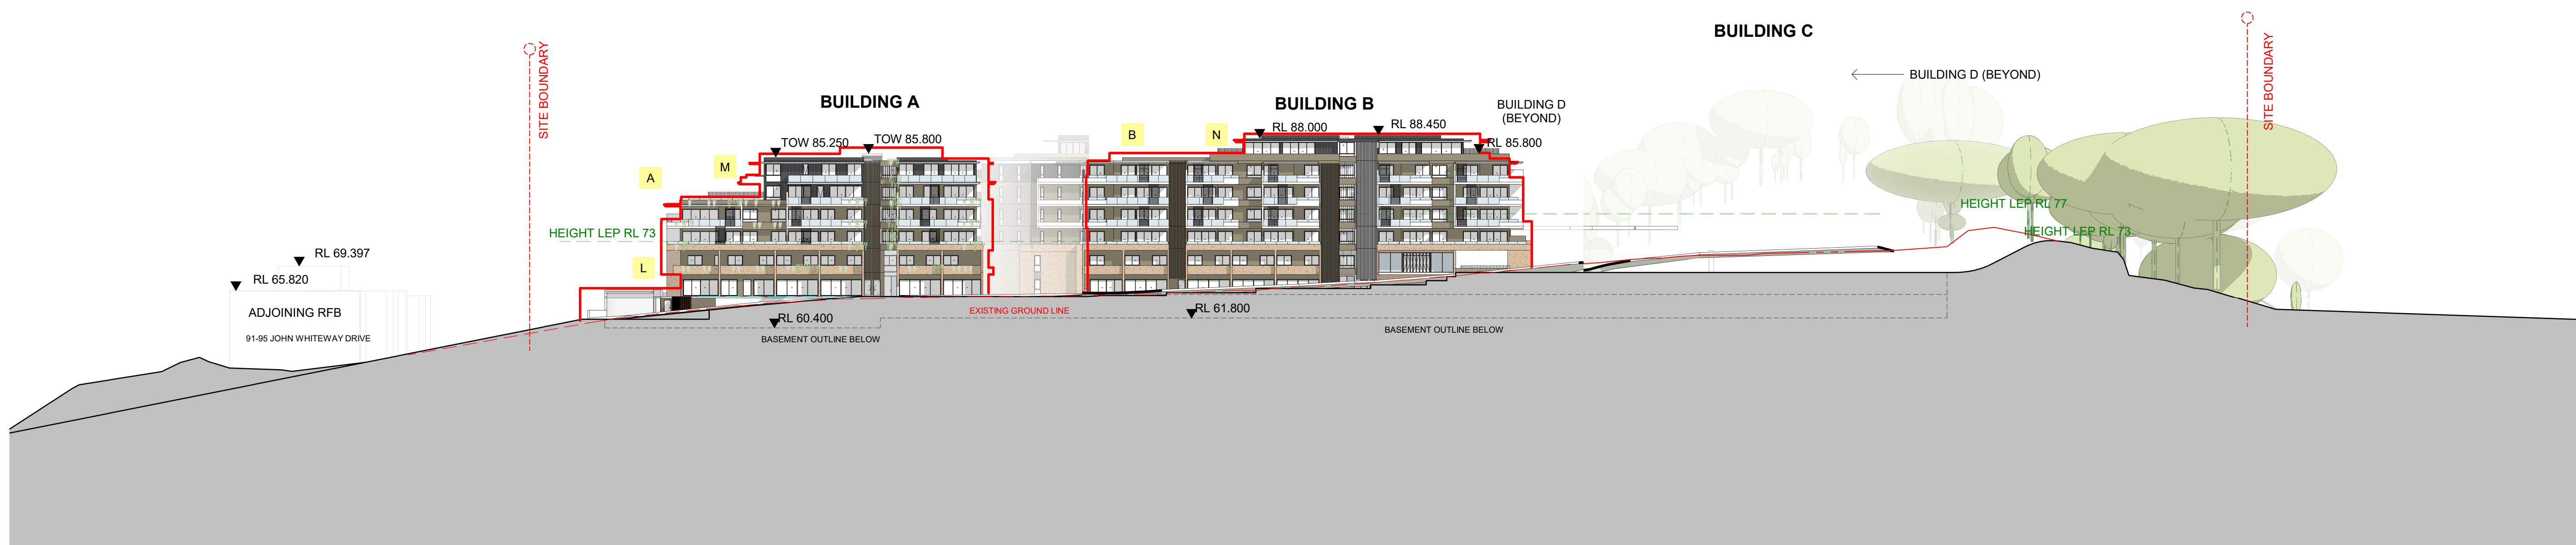 BUILDING C
SITE BOUNDARY
SITE BOUNDARY
BUILDING D (BEYOND)
BUILDING A
BUILDING B
BUILDING D
(BEYOND)
TOW 85.250
TOW 85.800
B
N
RL 88.000
RL 88.450
RL 85.800
M
A
HEIGHT LEP RL 77
HEIGHT LEP RL 73
HEIGHT LEP RL 73
RL 69.397
L
RL 65.820
ADJOINING RFB
91-95 JOHN WHITEWAY DRIVE
RL 60.400
EXISTING GROUND LINE
RL 61.800
BASEMENT OUTLINE BELOW
BASEMENT OUTLINE BELOW